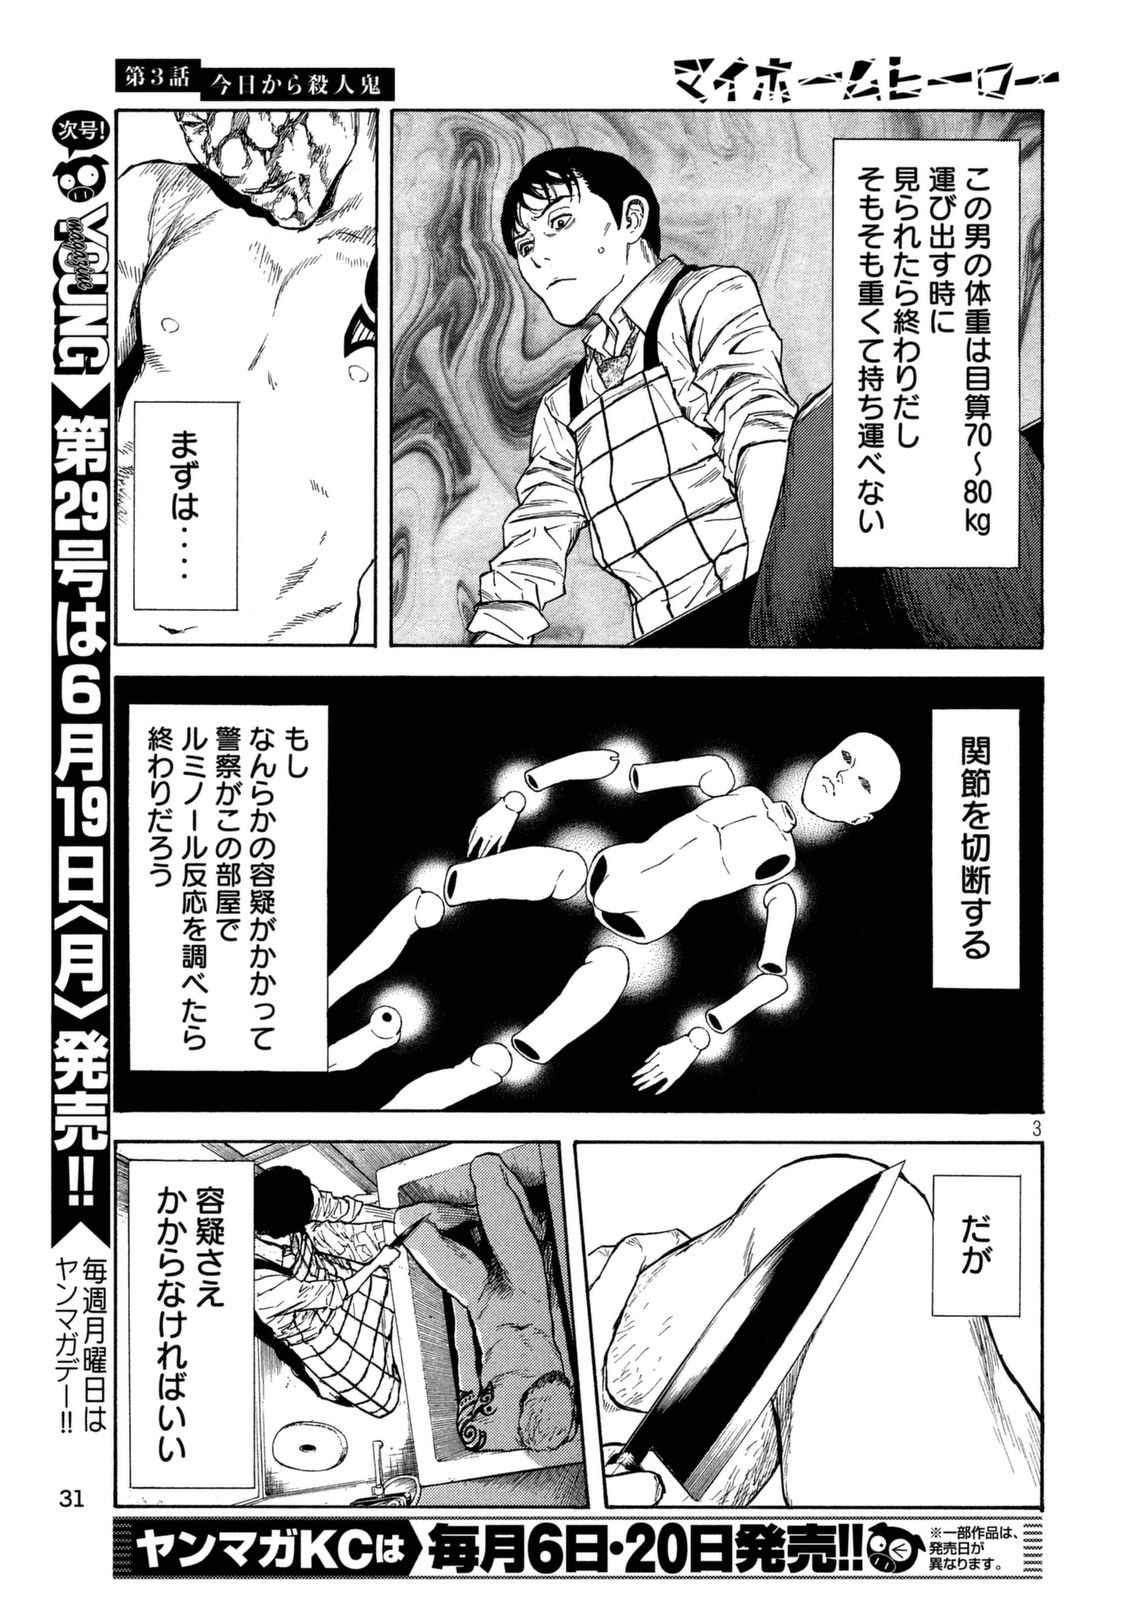 マイホームヒーロー
第3話
今日から殺人鬼
この男の体重は目算70～80kg
運び出す時に
見られたら終わりだし
そもそも重くて持ち運べない
まずは‥‥
関節を切断する
もし
なんらかの容疑がかかって
警察がこの部屋で
ルミノール反応を調べたら
終わりだろう
3
だが
容疑さえ
かからなければいい
次号!
YOUNG
magazine
第29号は6月19日〈月〉発売!!
毎週月曜日は
ヤンマガデー!!
31
ヤンマガKCは
毎月6日・20日発売!!
※一部作品は、
発売日が
異なります。